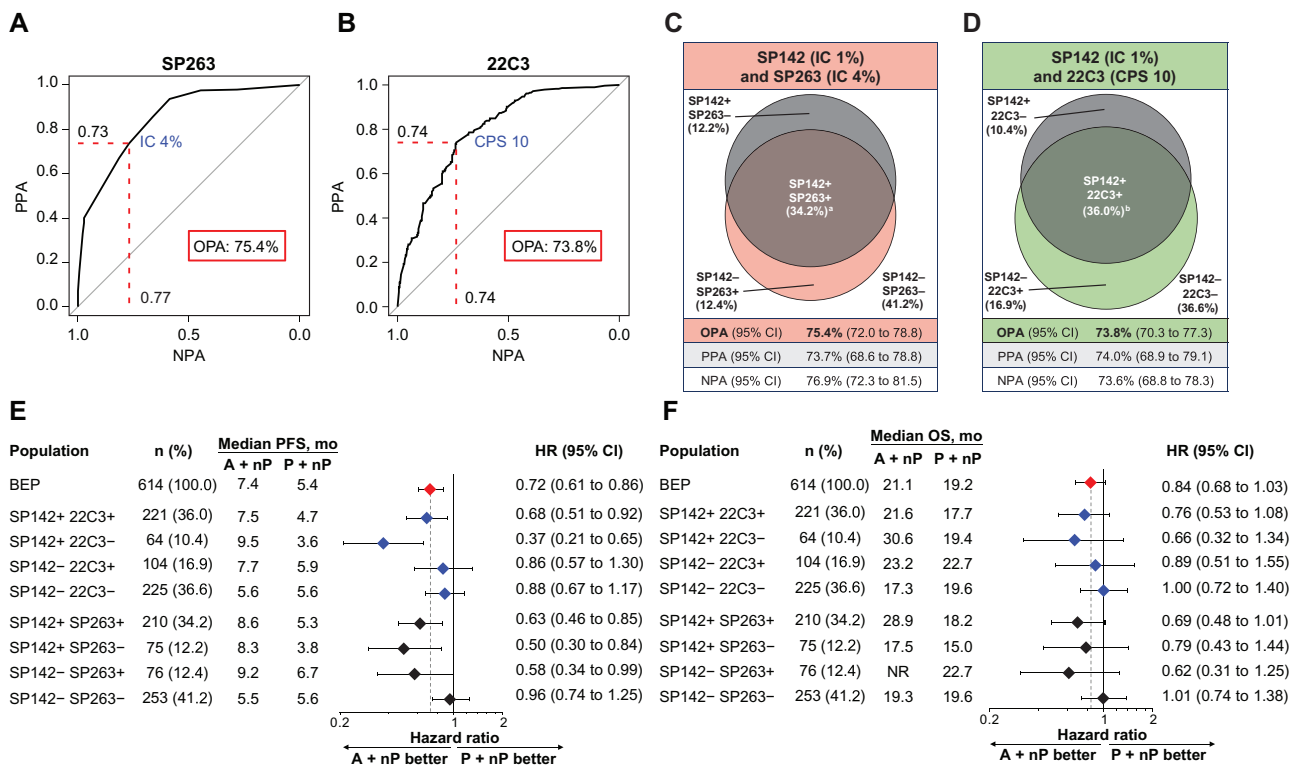 A
SP263
PPA
1.0
0.8
0.6
0.4
0.2
0.0
0.73
IC 4%
OPA: 75.4%
0.77
1.0
0.5
0.0
NPA
B
22C3
PPA
1.0
0.8
0.6
0.4
0.2
0.0
0.74
CPS 10
OPA: 73.8%
0.74
1.0
0.5
0.0
NPA
C
SP142 (IC 1%)
and SP263 (IC 4%)
SP142+
SP263–
(12.2%)
SP142+
SP263+
(34.2%)a
SP142–
SP263+
(12.4%)
SP142–
SP263–
(41.2%)
OPA (95% CI) 75.4% (72.0 to 78.8)
PPA (95% CI) 73.7% (68.6 to 78.8)
NPA (95% CI) 76.9% (72.3 to 81.5)
D
SP142 (IC 1%)
and 22C3 (CPS 10)
SP142+
22C3–
(10.4%)
SP142+
22C3+
(36.0%)b
SP142–
22C3+
(16.9%)
SP142–
22C3–
(36.6%)
OPA (95% CI) 73.8% (70.3 to 77.3)
PPA (95% CI) 74.0% (68.9 to 79.1)
NPA (95% CI) 73.6% (68.8 to 78.3)
E
Median PFS, mo
Population n (%) A + nP P + nP HR (95% CI)
BEP 614 (100.0) 7.4 5.4 0.72 (0.61 to 0.86)
SP142+ 22C3+ 221 (36.0) 7.5 4.7 0.68 (0.51 to 0.92)
SP142+ 22C3- 64 (10.4) 9.5 3.6 0.37 (0.21 to 0.65)
SP142− 22C3+ 104 (16.9) 7.7 5.9 0.86 (0.57 to 1.30)
SP142− 22C3- 225 (36.6) 5.6 5.6 0.88 (0.67 to 1.17)
SP142+ SP263+ 210 (34.2) 8.6 5.3 0.63 (0.46 to 0.85)
SP142+ SP263- 75 (12.2) 8.3 3.8 0.50 (0.30 to 0.84)
SP142− SP263+ 76 (12.4) 9.2 6.7 0.58 (0.34 to 0.99)
SP142− SP263- 253 (41.2) 5.5 5.6 0.96 (0.74 to 1.25)
0.2 1 2
Hazard ratio
A + nP better P + nP better
F
Median OS, mo
Population n (%) A + nP P + nP HR (95% CI)
BEP 614 (100.0) 21.1 19.2 0.84 (0.68 to 1.03)
SP142+ 22C3+ 221 (36.0) 21.6 17.7 0.76 (0.53 to 1.08)
SP142+ 22C3- 64 (10.4) 30.6 19.4 0.66 (0.32 to 1.34)
SP142− 22C3+ 104 (16.9) 23.2 22.7 0.89 (0.51 to 1.55)
SP142− 22C3- 225 (36.6) 17.3 19.6 1.00 (0.72 to 1.40)
SP142+ SP263+ 210 (34.2) 28.9 18.2 0.69 (0.48 to 1.01)
SP142+ SP263− 75 (12.2) 17.5 15.0 0.79 (0.43 to 1.44)
SP142− SP263+ 76 (12.4) NR 22.7 0.62 (0.31 to 1.25)
SP142− SP263− 253 (41.2) 19.3 19.6 1.01 (0.74 to 1.38)
0.2 1 2
Hazard ratio
A + nP better P + nP better